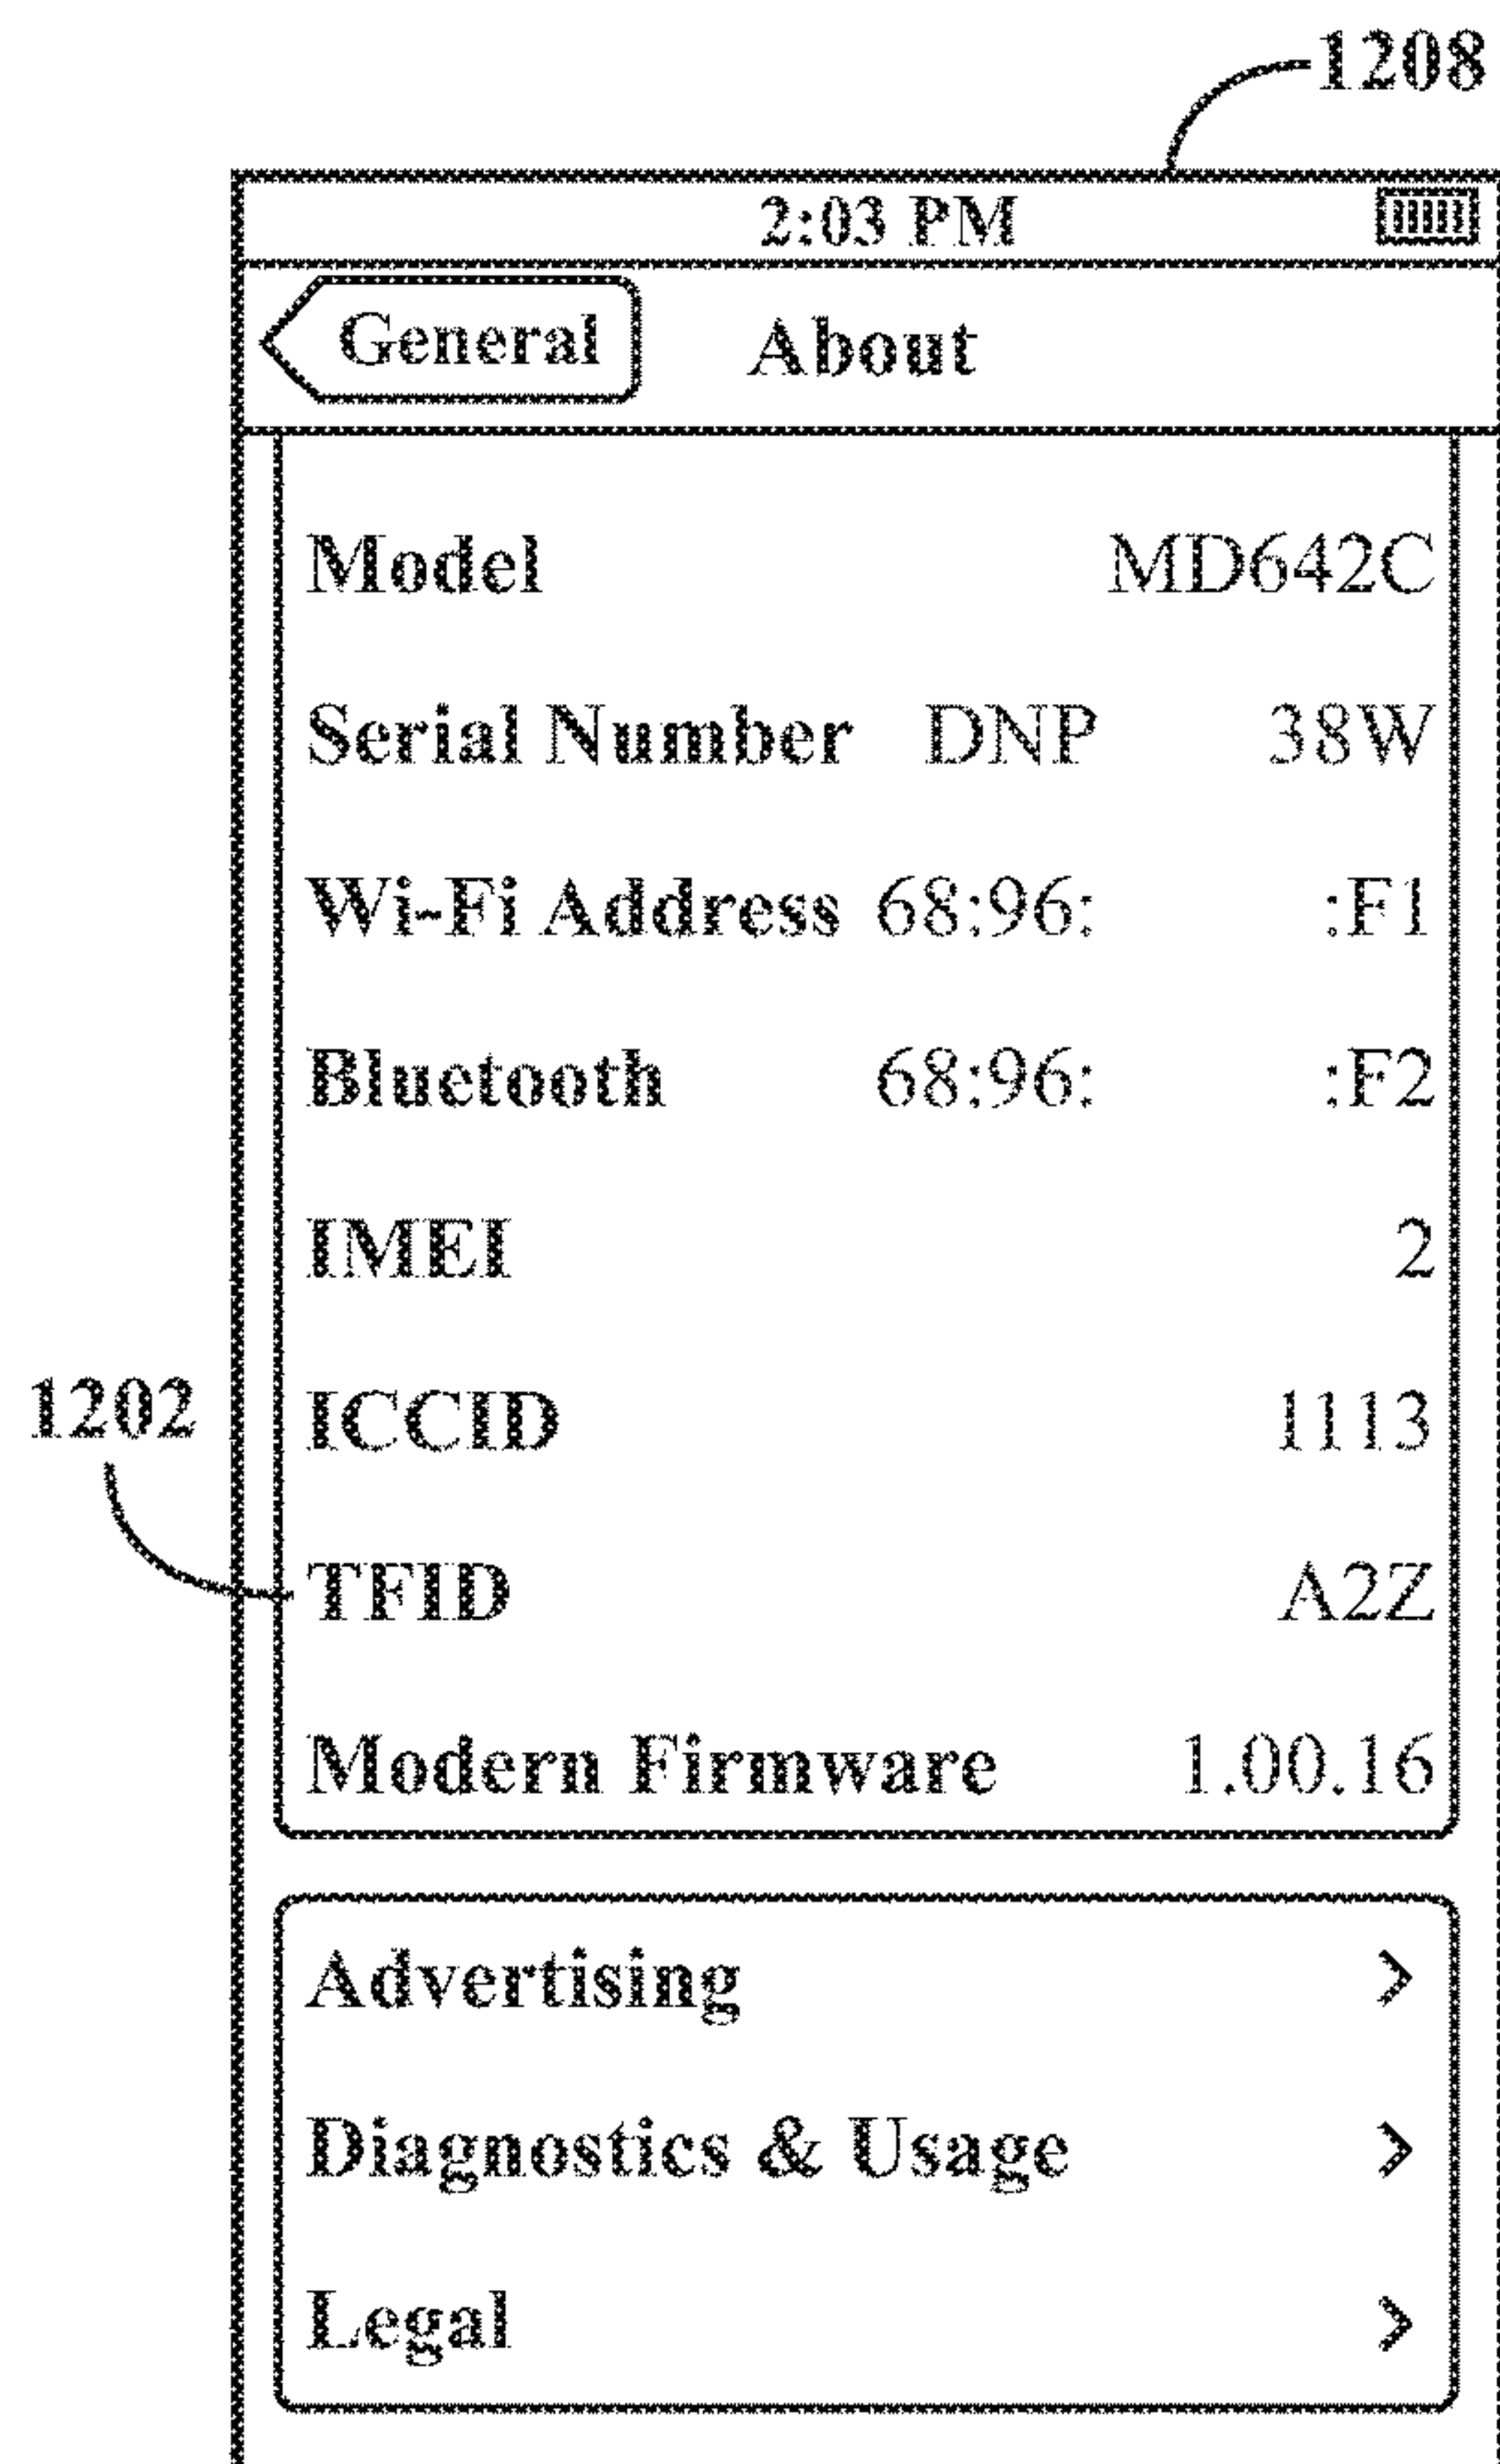 1208
2:03 PM
General About
Model MD642C
Serial Number DNP 38W
Wi-Fi Address 68:96: :F1
Bluetooth 68:96: :F2
IMEI 2
ICCID 1113
1202
TFID A2Z
Modern Firmware 1.00.16
Advertising >
Diagnostics & Usage >
Legal >